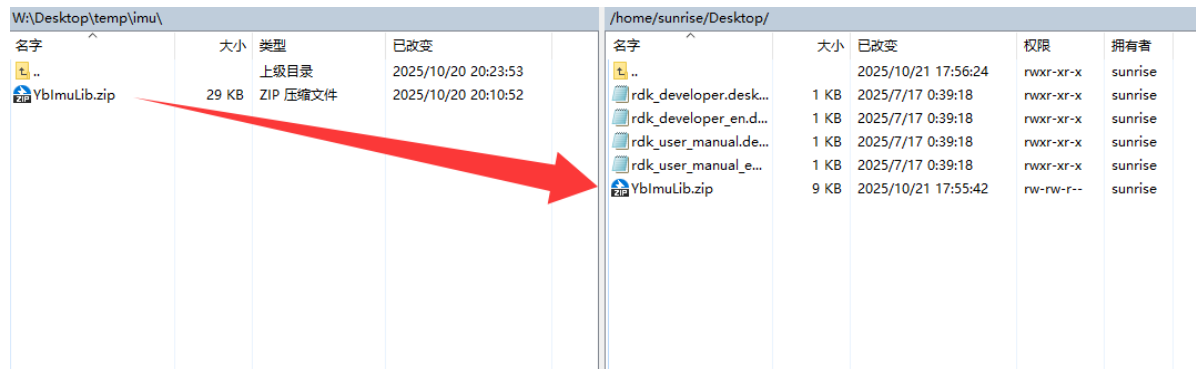 W:\Desktop\temp\imu\
名字 大小 类型 已改变
.. 上级目录 2025/10/20 20:23:53
YbImuLib.zip 29 KB ZIP 压缩文件 2025/10/20 20:10:52
/home/sunrise/Desktop/
名字 大小 已改变 权限 拥有者
.. 2025/10/21 17:56:24 rwxr-xr-x sunrise
rdk_developer.desk... 1 KB 2025/7/17 0:39:18 rwxr-xr-x sunrise
rdk_developer_en.d... 1 KB 2025/7/17 0:39:18 rwxr-xr-x sunrise
rdk_user_manual.de... 1 KB 2025/7/17 0:39:18 rwxr-xr-x sunrise
rdk_user_manual_e... 1 KB 2025/7/17 0:39:18 rwxr-xr-x sunrise
YbImuLib.zip 9 KB 2025/10/21 17:55:42 rw-rw-r-- sunrise